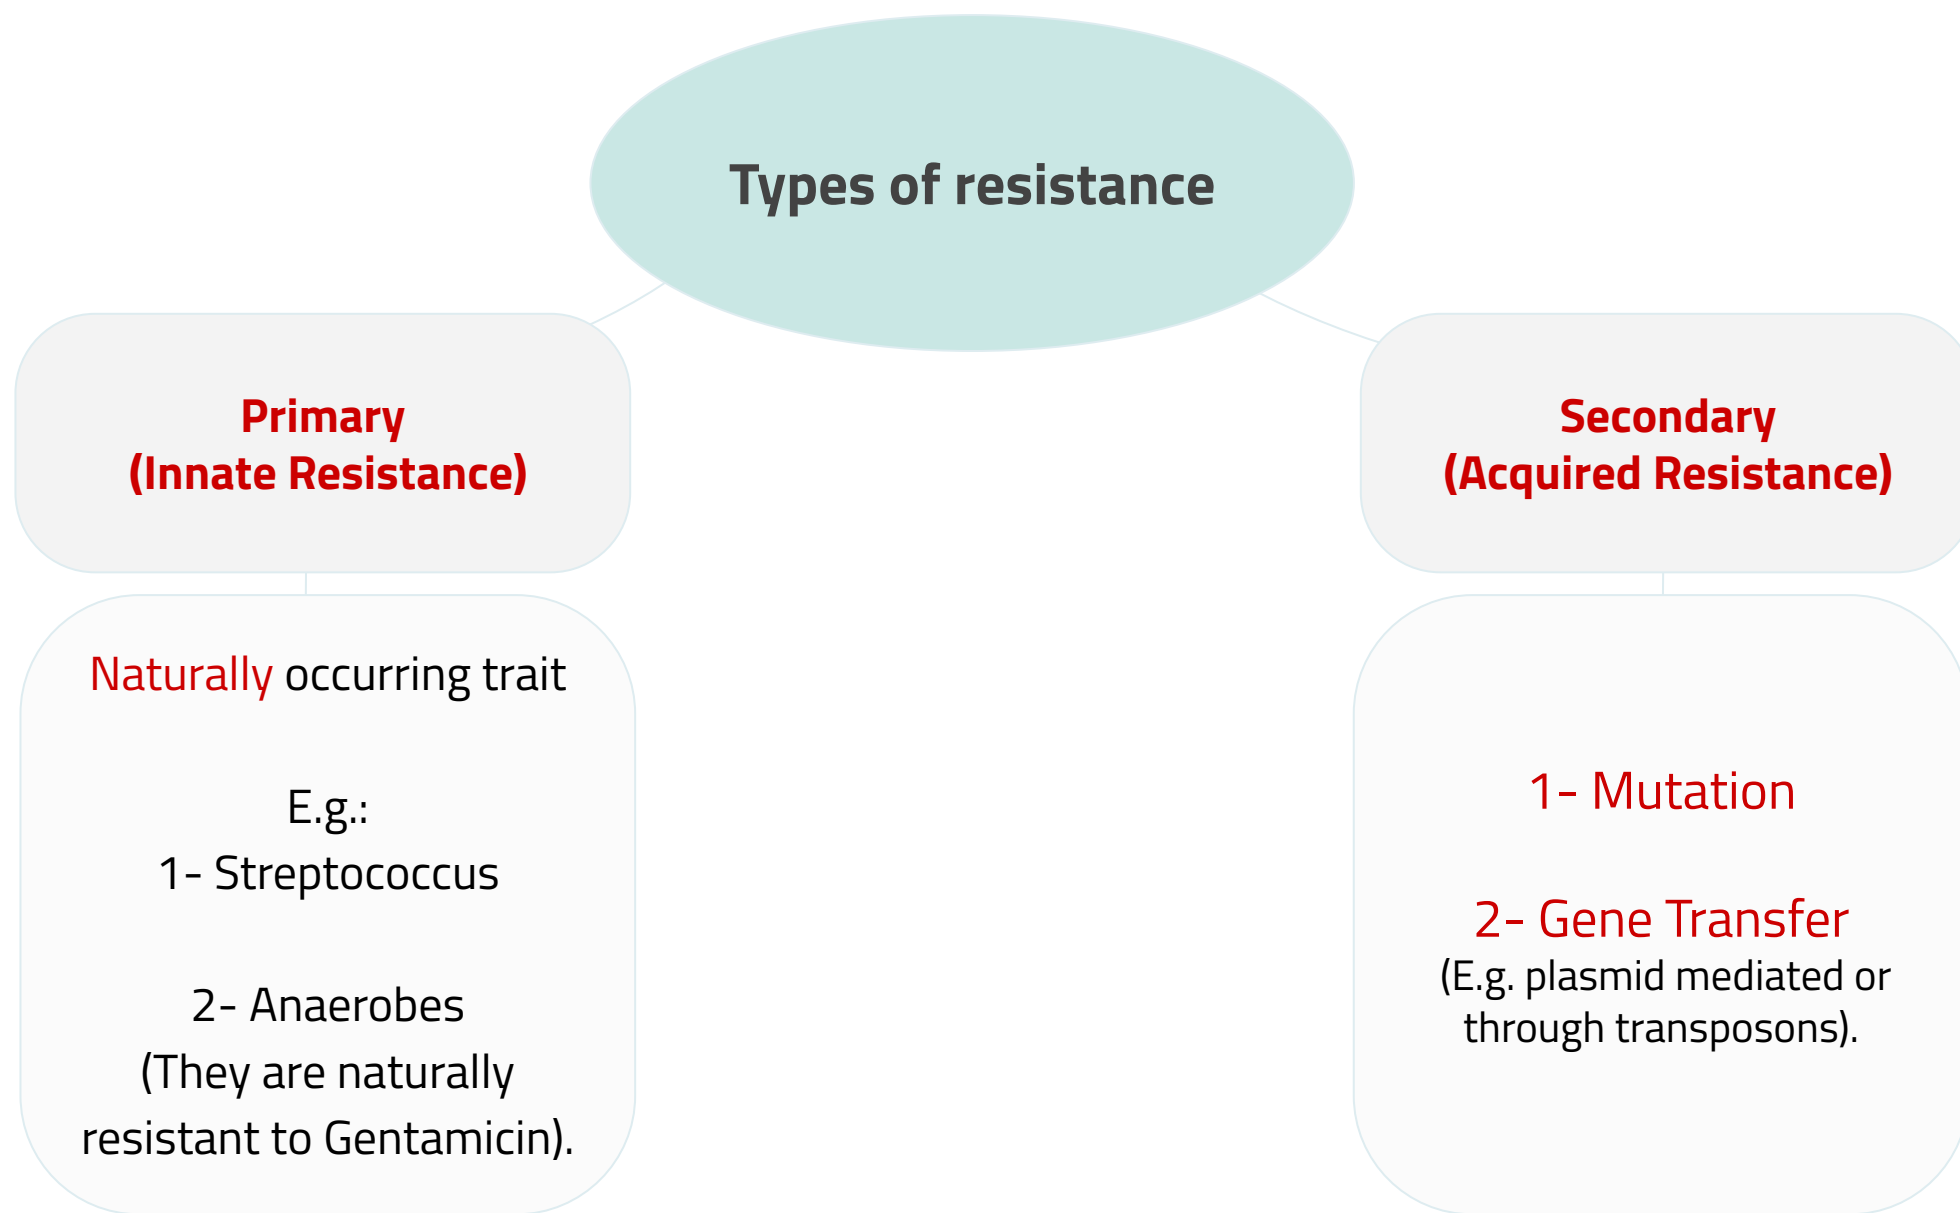 Types of resistance
Primary
(Innate Resistance)
Naturally occurring trait
E.g.:
1- Streptococcus
2- Anaerobes
(They are naturally
resistant to Gentamicin).
Secondary
(Acquired Resistance)
1- Mutation
2- Gene Transfer
(E.g. plasmid mediated or
through transposons).